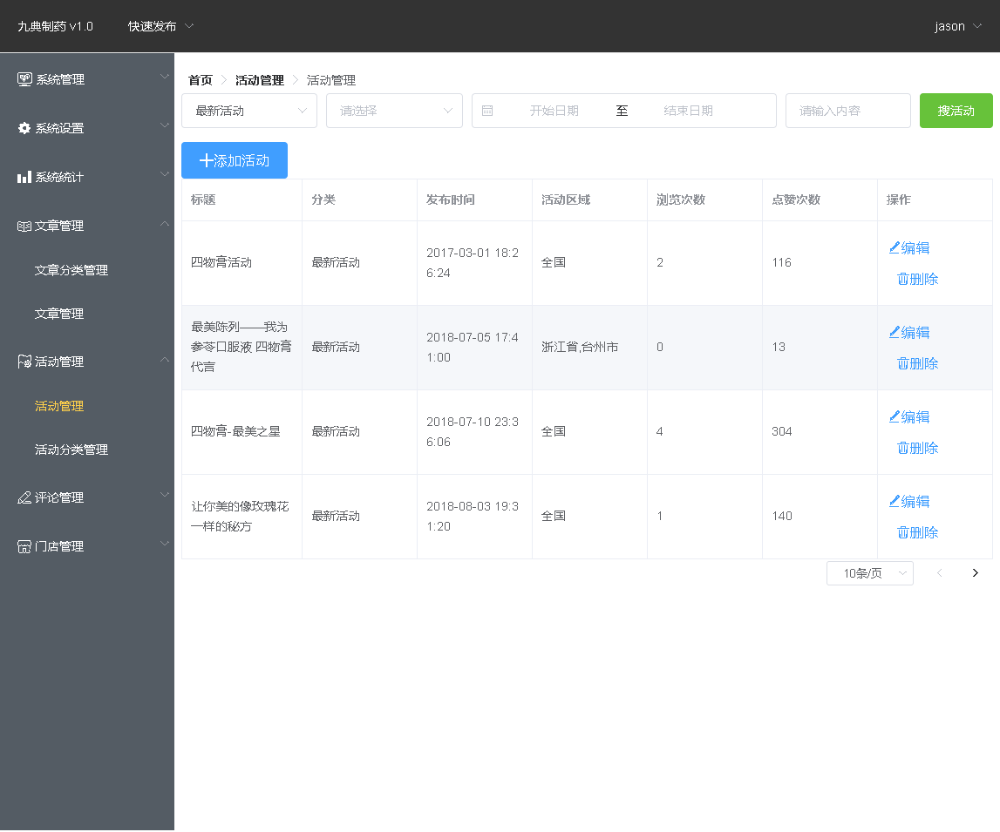 九典制药 v1.0
快速发布
jason
系统管理
系统设置
系统统计
文章管理
文章分类管理
文章管理
活动管理
活动管理
活动分类管理
评论管理
门店管理
首页
活动管理
活动管理
最新活动
请选择
开始日期
至
结束日期
请输入内容
搜活动
添加活动
标题
分类
发布时间
活动区域
浏览次数
点赞次数
操作
四物膏活动
最新活动
2017-03-01 18:2
6:24
全国
2
116
编辑
删除
最美陈列——我为
参苓口服液 四物膏
代言
最新活动
2018-07-05 17:4
1:00
浙江省,台州市
0
13
编辑
删除
四物膏-最美之星
最新活动
2018-07-10 23:3
6:06
全国
4
304
编辑
删除
让你美的像玫瑰花
一样的秘方
最新活动
2018-08-03 19:3
1:20
全国
1
140
编辑
删除
10条/页